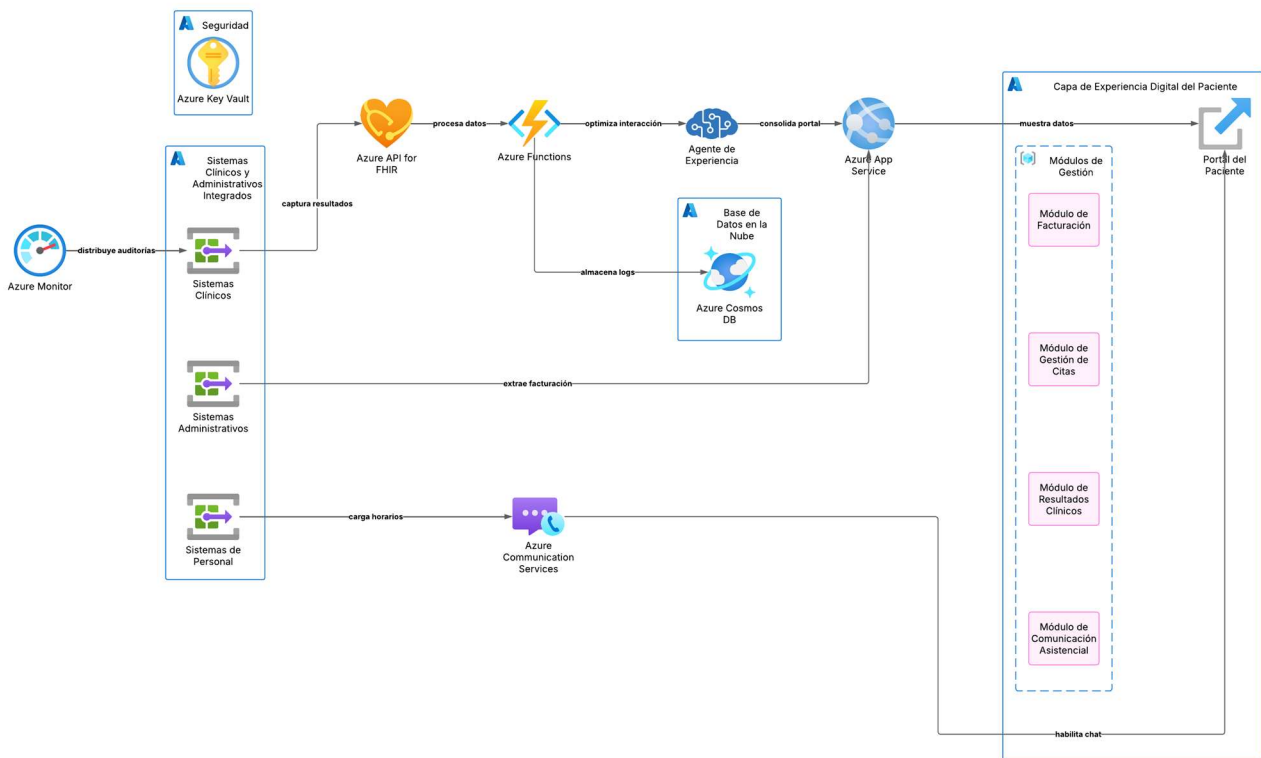 Seguridad
Azure Key Vault
Sistemas
Clínicos y
Administrativos
Integrados
Azure Monitor
distribuye auditorías
Sistemas
Clínicos
captura resultados
Azure API for
FHIR
procesa datos
Azure Functions
optimiza interacción
Agente de
Experiencia
consolida portal
Azure App
Service
muestra datos
Capa de Experiencia Digital del Paciente
Portal del
Paciente
Módulos de
Gestión
Módulo de
Facturación
Módulo de
Gestión de
Citas
Módulo de
Resultados
Clínicos
Módulo de
Comunicación
Asistencial
Base de
Datos en la
Nube
almacena logs
Azure Cosmos
DB
Sistemas
Administrativos
extrae facturación
Sistemas de
Personal
carga horarios
Azure
Communication
Services
habilita chat